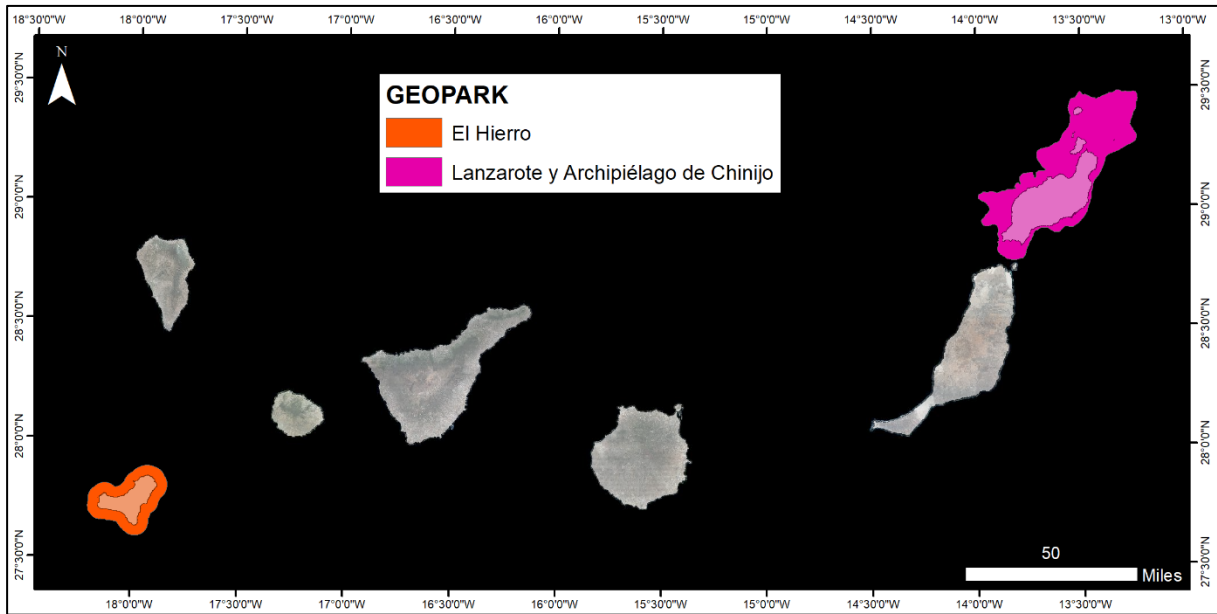 18°30'0"W 18°0'0"W 17°30'0"W 17°0'0"W 16°30'0"W 16°0'0"W 15°30'0"W 15°0'0"W 14°30'0"W 14°0'0"W 13°30'0"W 13°0'0"W
N
GEOPARK
El Hierro
Lanzarote y Archipiélago de Chinijo
29°30'0"N
29°0'0"N
28°30'0"N
28°0'0"N
27°30'0"N
29°30'0"N
29°0'0"N
28°30'0"N
28°0'0"N
27°30'0"N
50
Miles
18°0'0"W 17°30'0"W 17°0'0"W 16°30'0"W 16°0'0"W 15°30'0"W 15°0'0"W 14°30'0"W 14°0'0"W 13°30'0"W